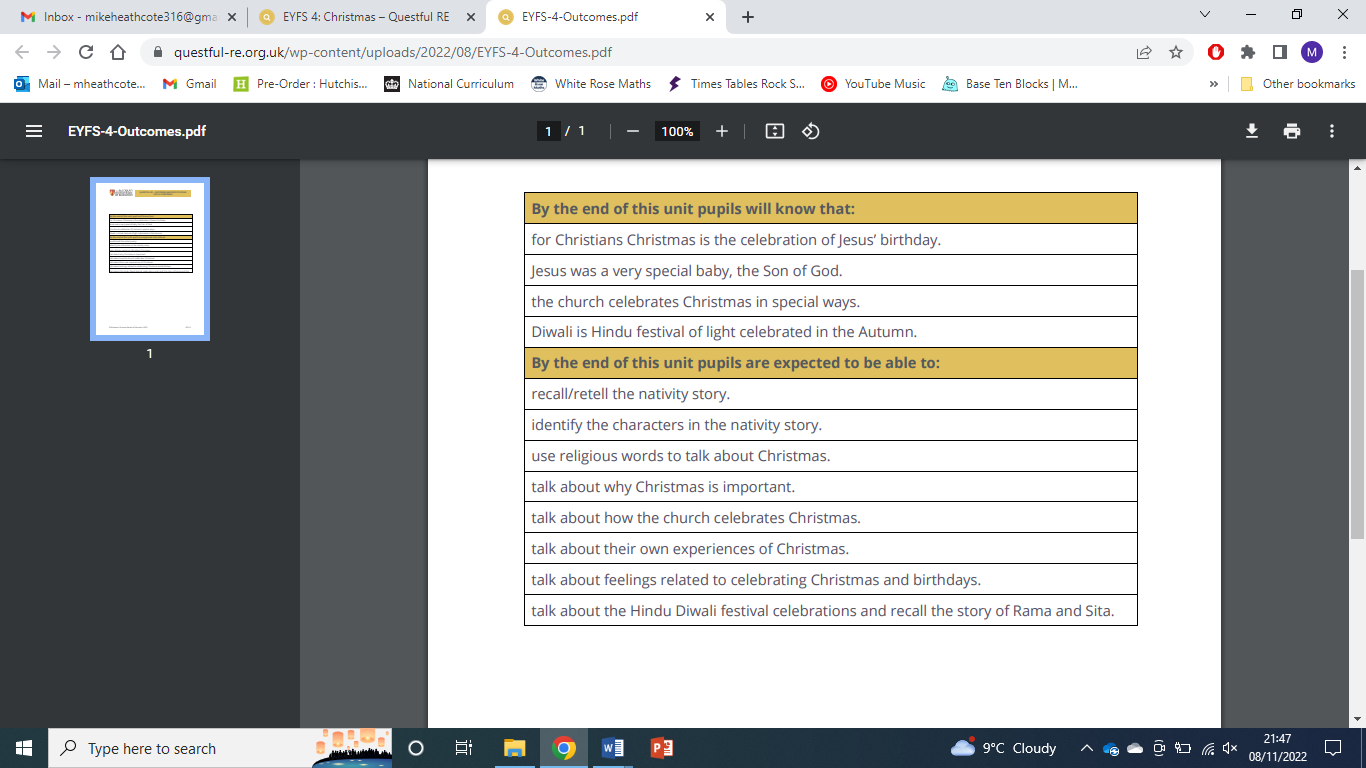 Inbox - mikeheathcote316@gma
EYFS 4: Christmas – Questful RE
EYFS-4-Outcomes.pdf
questful-re.org.uk/wp-content/uploads/2022/08/EYFS-4-Outcomes.pdf
M
Mail – mheathcote...
Gmail
Pre-Order : Hutchis...
National Curriculum
White Rose Maths
Times Tables Rock S...
YouTube Music
Base Ten Blocks | M...
»
Other bookmarks
EYFS-4-Outcomes.pdf
1 / 1
100%
1
By the end of this unit pupils will know that:
for Christians Christmas is the celebration of Jesus’ birthday.
Jesus was a very special baby, the Son of God.
the church celebrates Christmas in special ways.
Diwali is Hindu festival of light celebrated in the Autumn.
By the end of this unit pupils are expected to be able to:
recall/retell the nativity story.
identify the characters in the nativity story.
use religious words to talk about Christmas.
talk about why Christmas is important.
talk about how the church celebrates Christmas.
talk about their own experiences of Christmas.
talk about feelings related to celebrating Christmas and birthdays.
talk about the Hindu Diwali festival celebrations and recall the story of Rama and Sita.
Type here to search
9°C Cloudy
21:47
08/11/2022